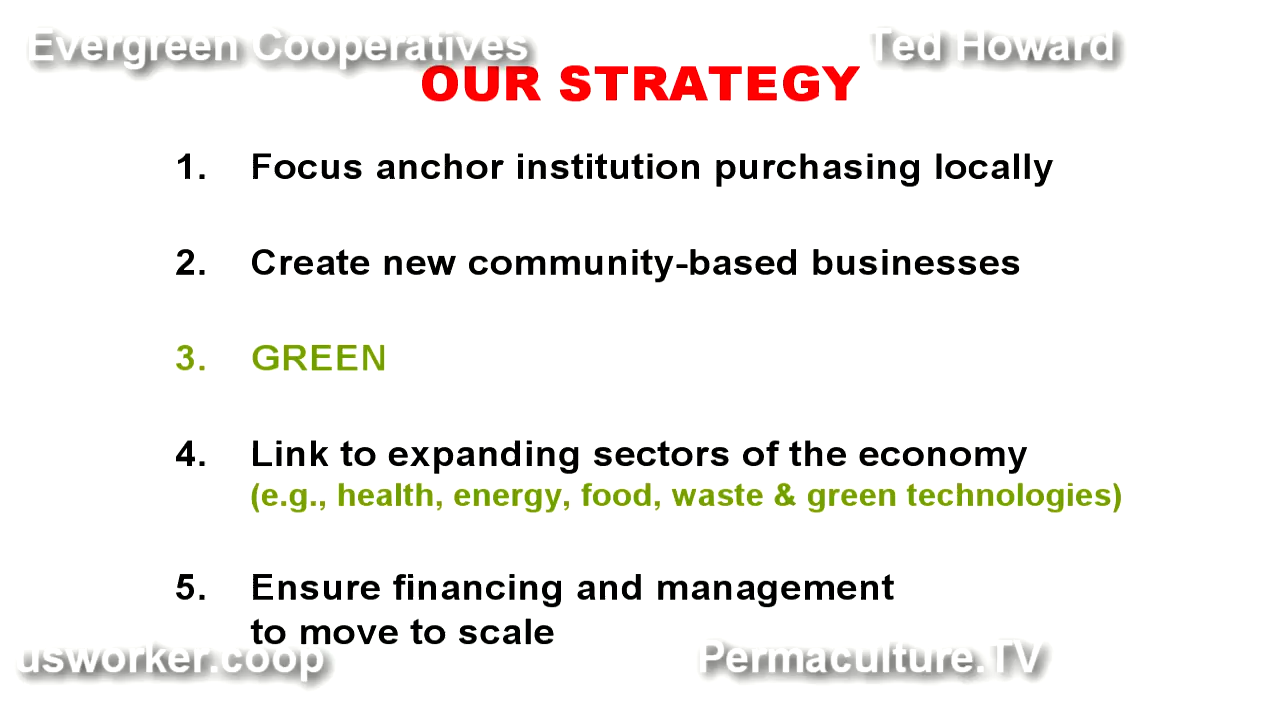 Evergreen Cooperatives
Ted Howard
OUR STRATEGY
1. Focus anchor institution purchasing locally
2. Create new community-based businesses
3. GREEN
4. Link to expanding sectors of the economy
(e.g., health, energy, food, waste & green technologies)
5. Ensure financing and management
to move to scale
usworker.coop
Permaculture.TV